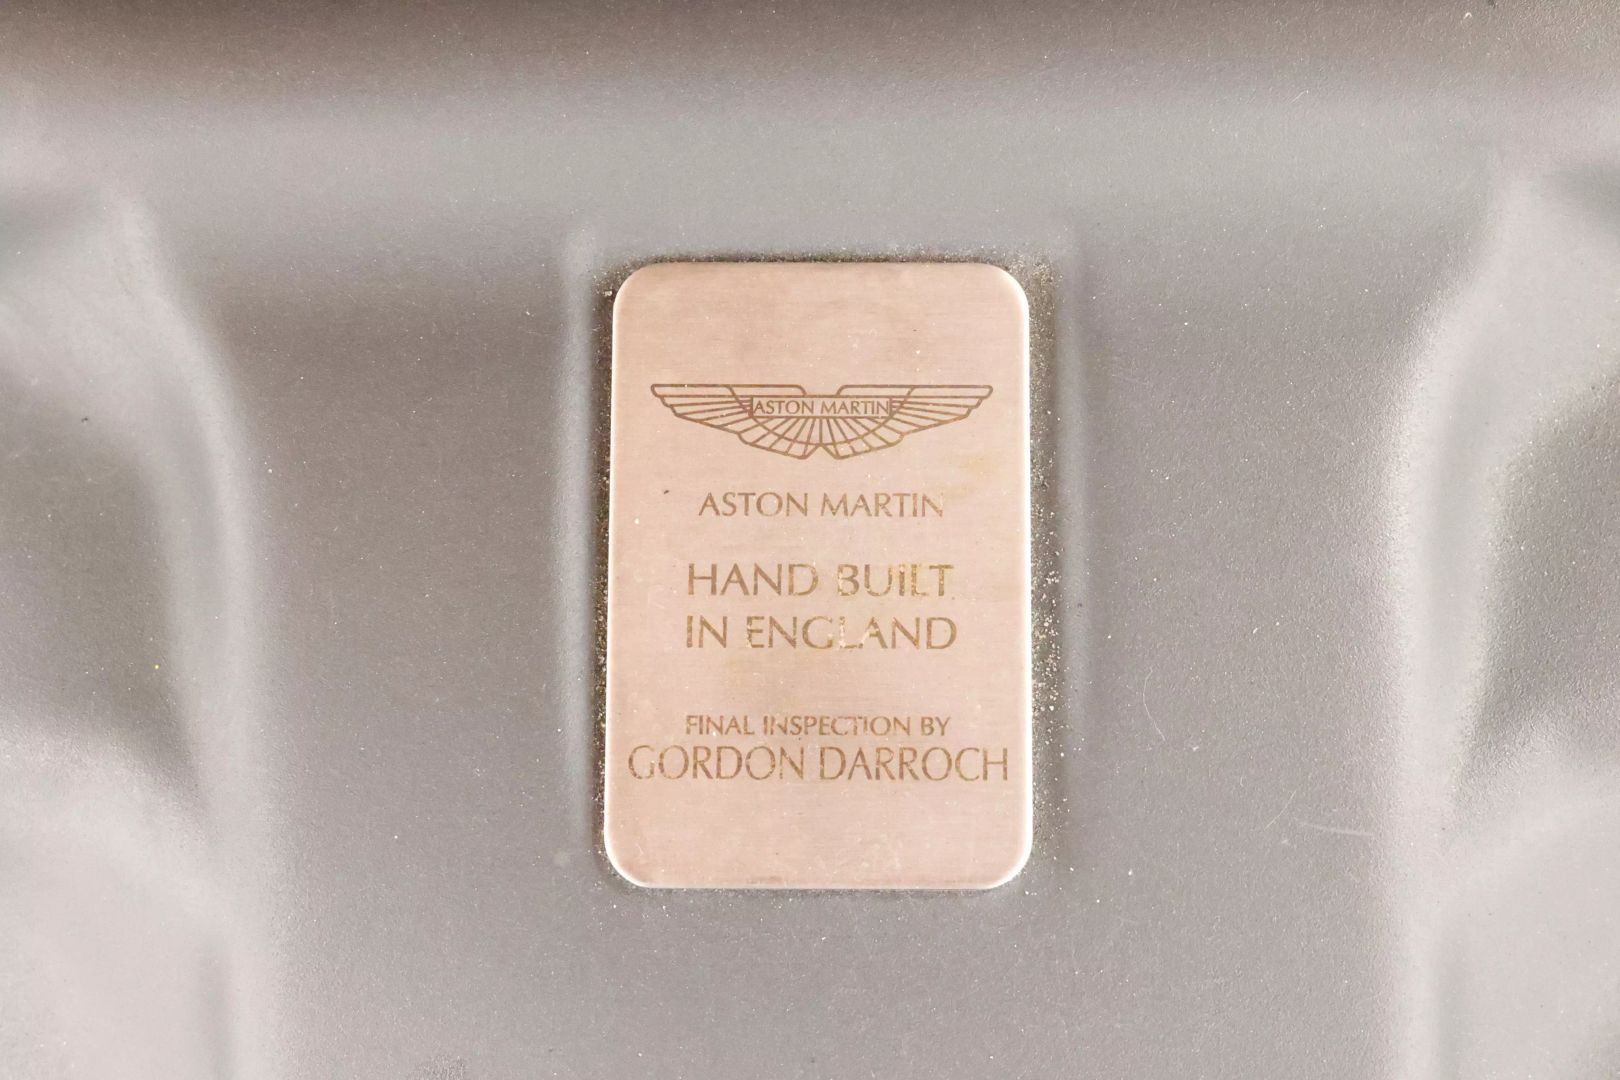 ASTON MARTIN
ASTON MARTIN
HAND BUILT
IN ENGLAND
FINAL INSPECTION BY
GORDON DARROCH